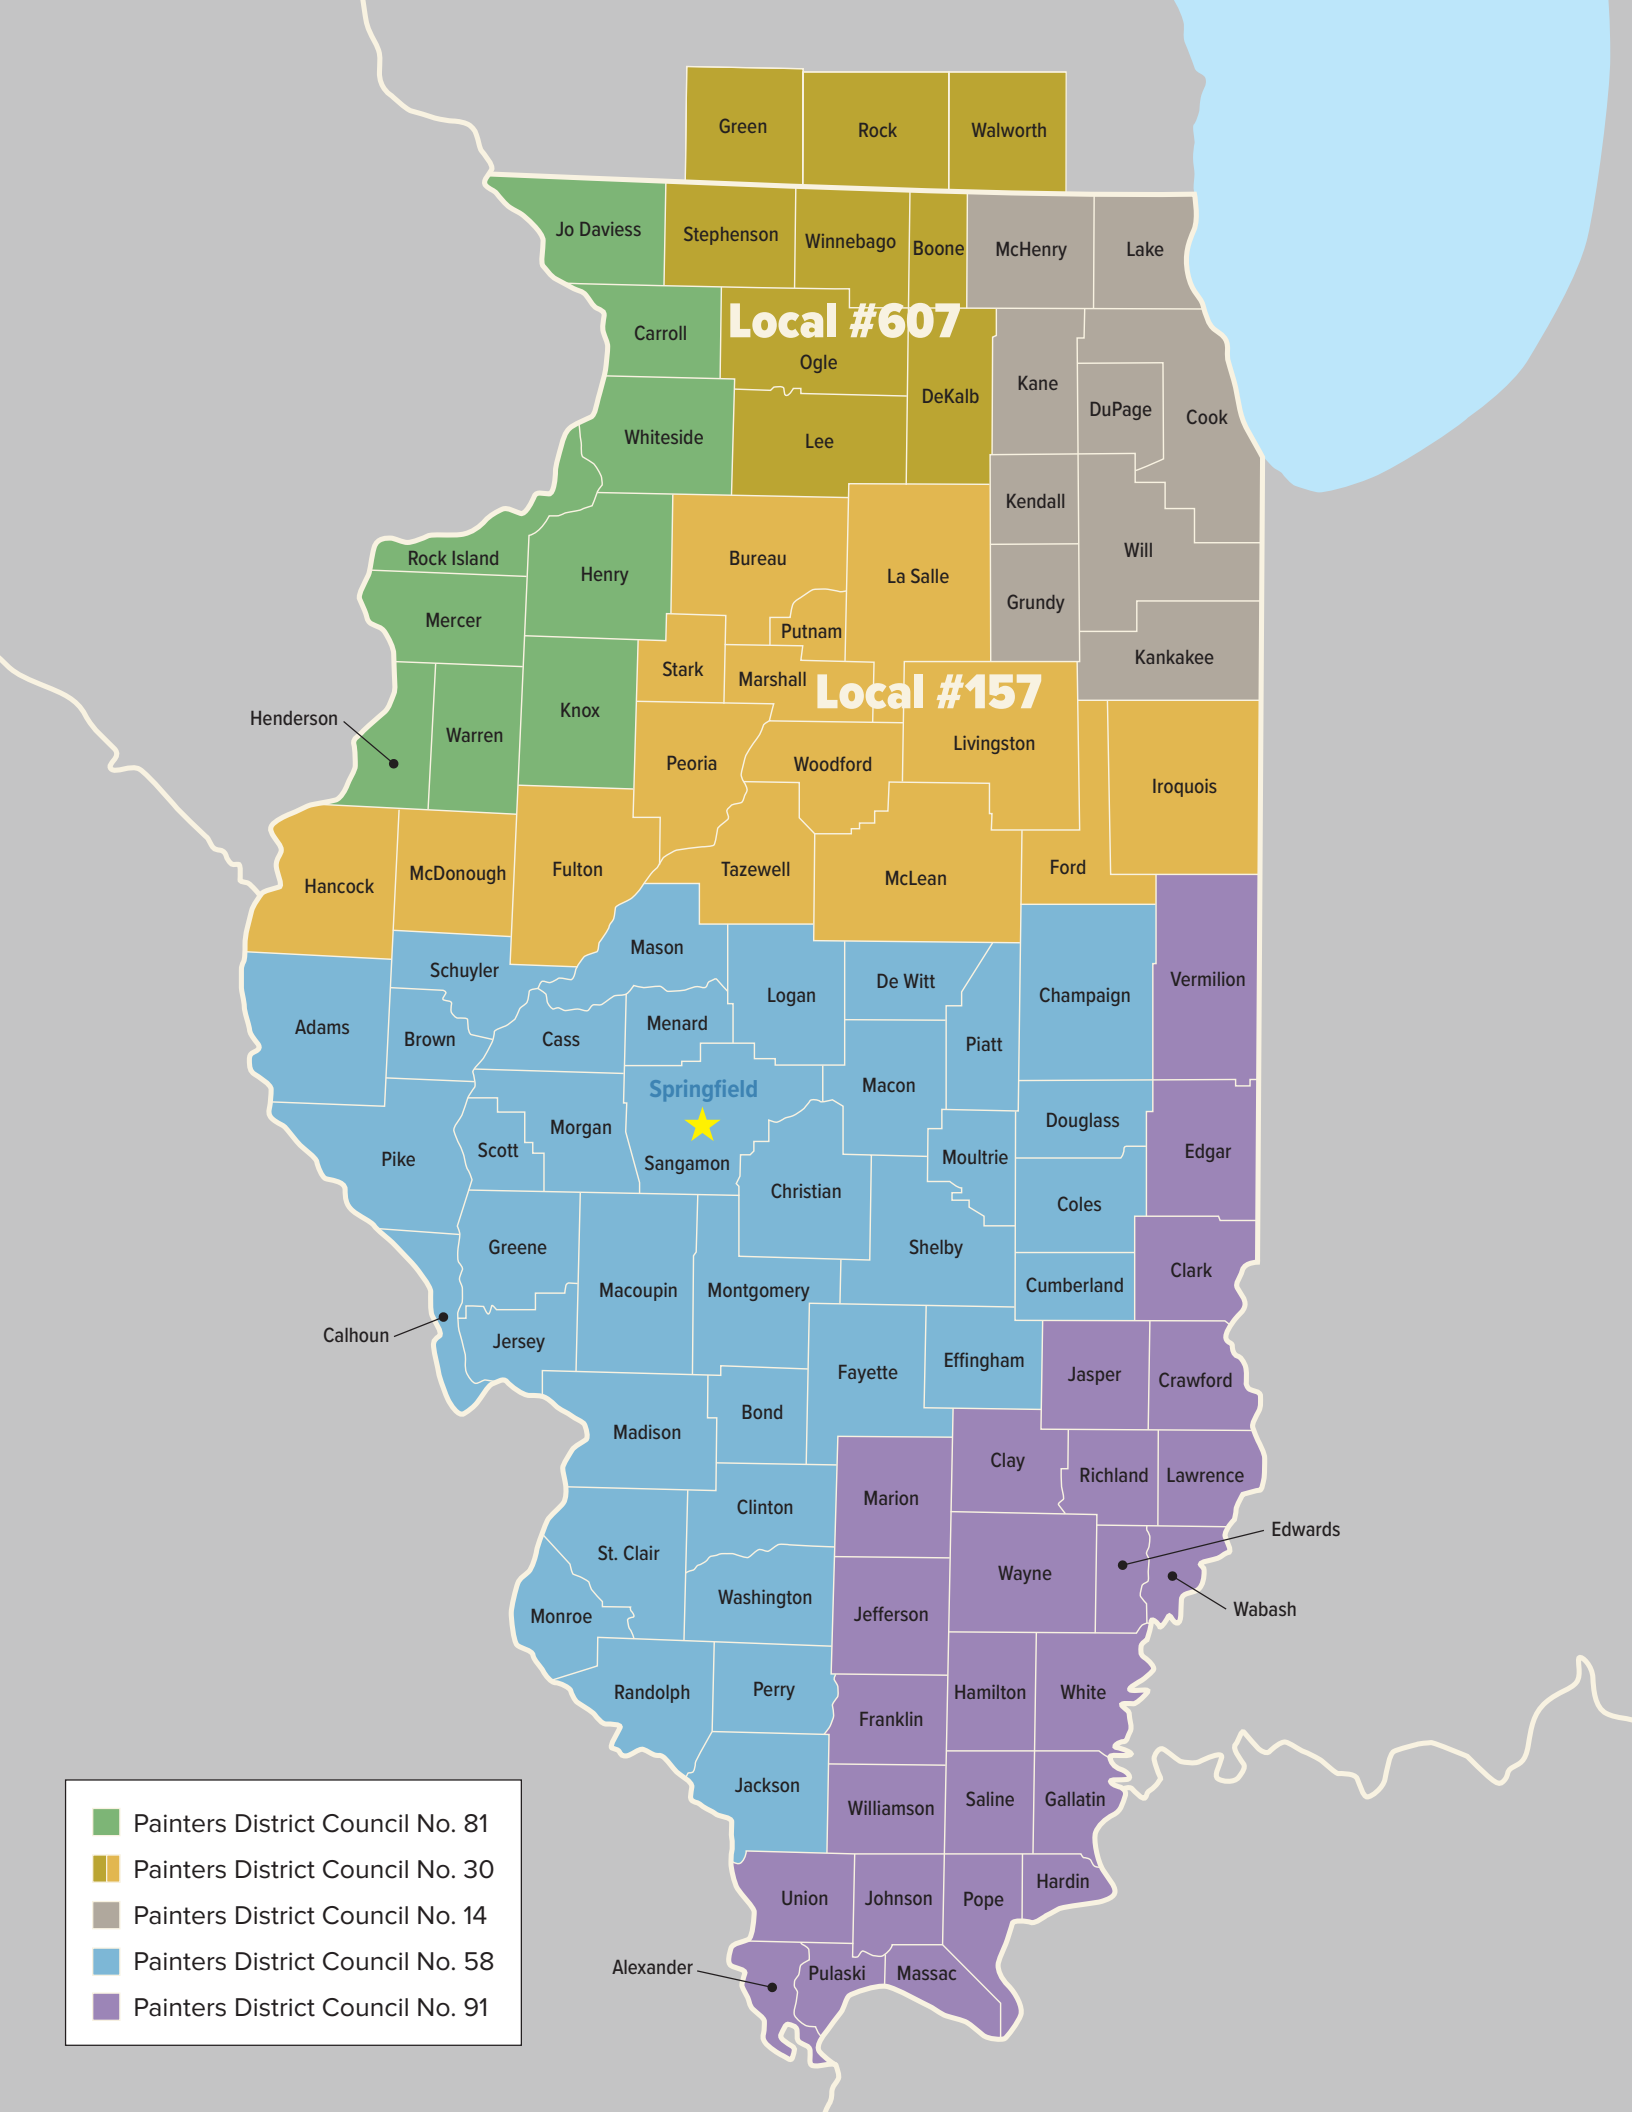 Green
Rock
Walworth
Jo Daviess
Stephenson
Winnebago
Boone
McHenry
Lake
Local #607
Carroll
Ogle
Kane
DeKalb
DuPage
Cook
Whiteside
Lee
Kendall
Rock Island
Henry
Bureau
La Salle
Will
Grundy
Mercer
Putnam
Kankakee
Stark
Marshall
Local #157
Henderson
Warren
Knox
Peoria
Woodford
Livingston
Iroquois
Hancock
McDonough
Fulton
Tazewell
McLean
Ford
Mason
Schuyler
De Witt
Logan
Champaign
Vermilion
Adams
Brown
Cass
Menard
Piatt
Springfield
Macon
Douglass
Morgan
Scott
Pike
Sangamon
Moultrie
Edgar
Christian
Coles
Greene
Shelby
Macoupin
Montgomery
Cumberland
Clark
Calhoun
Jersey
Fayette
Effingham
Jasper
Crawford
Madison
Bond
Clay
Richland
Lawrence
Marion
Clinton
Edwards
St. Clair
Wayne
Washington
Monroe
Jefferson
Wabash
Randolph
Perry
Hamilton
White
Franklin
Jackson
Williamson
Saline
Gallatin
Hardin
Union
Johnson
Pope
Alexander
Pulaski
Massac
Painters District Council No. 81
Painters District Council No. 30
Painters District Council No. 14
Painters District Council No. 58
Painters District Council No. 91